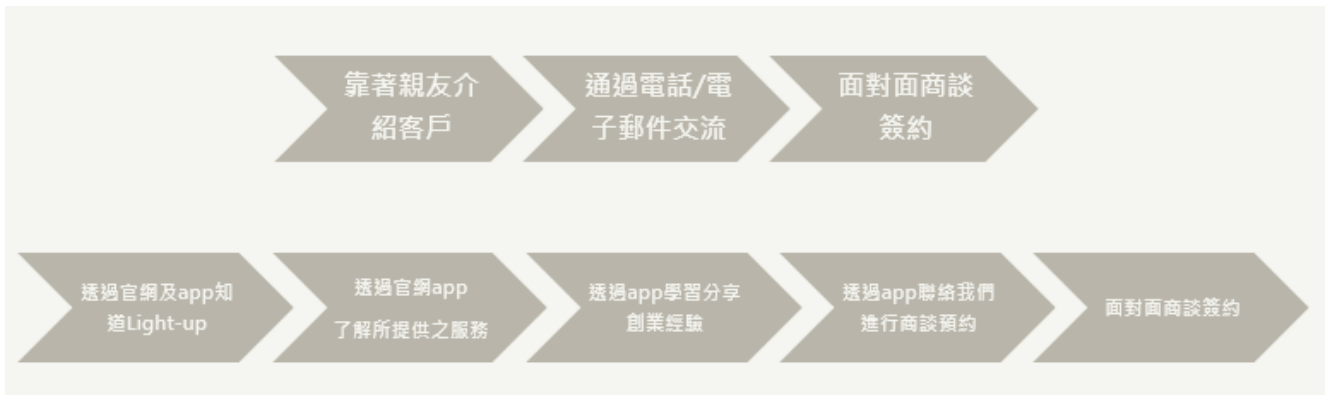 靠著親友介
紹客戶
通過電話/電
子郵件交流
面對面商談
簽約
透過官網及app知
道Light-up
透過官網app
了解所提供之服務
透過app學習分享
創業經驗
透過app聯絡我們
進行商談預約
面對面商談簽約